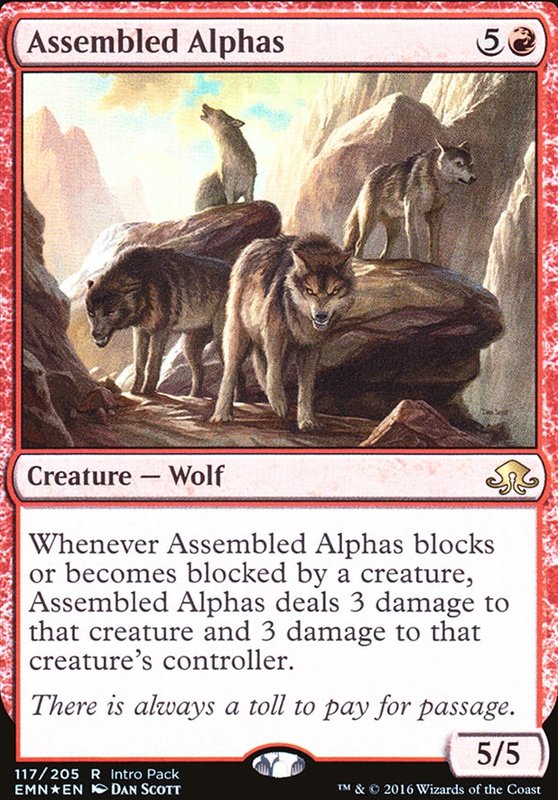 Assembled Alphas 5
Creature — Wolf
Whenever Assembled Alphas blocks
or becomes blocked by a creature,
Assembled Alphas deals 3 damage to
that creature and 3 damage to that
creature's controller.
There is always a toll to pay for passage.
5/5
117/205 R Intro Pack
EMN★EN Dan Scott
™ & © 2016 Wizards of the Coast